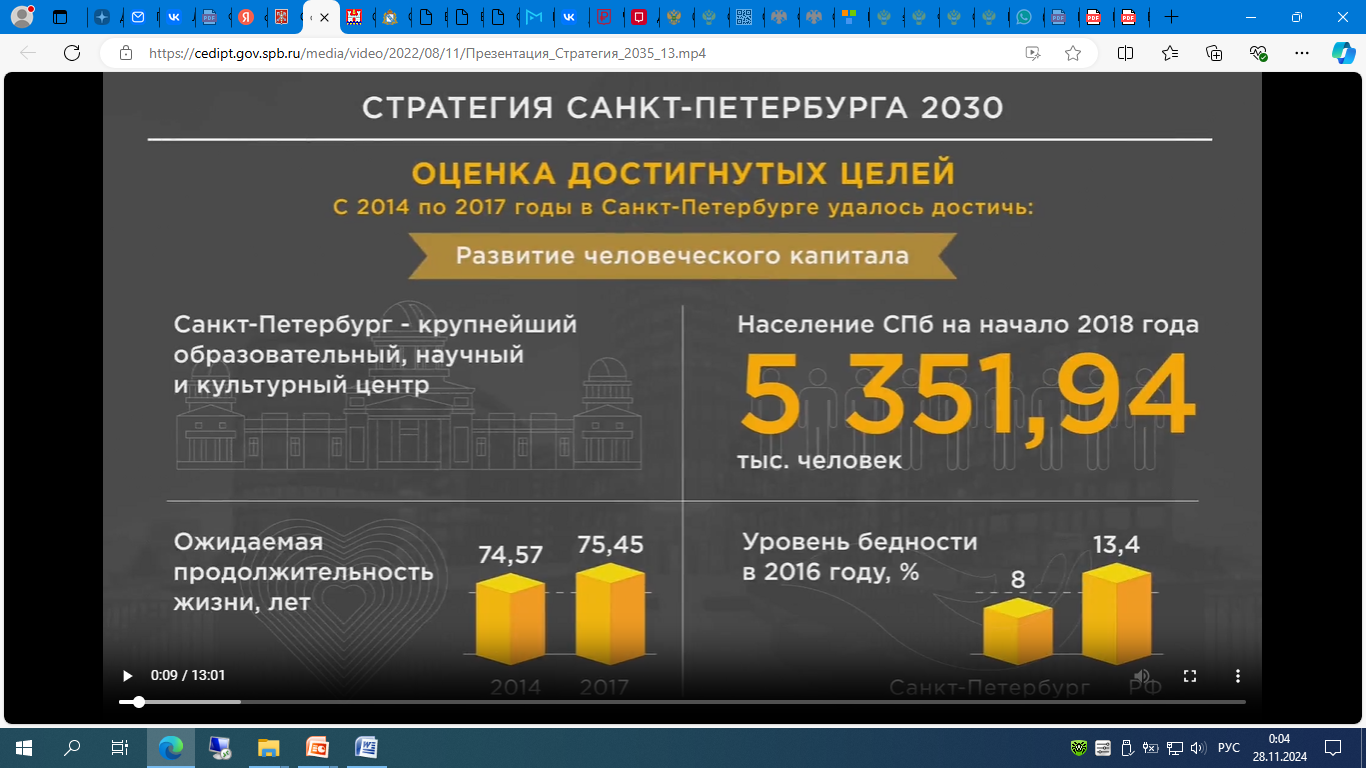 https://cedipt.gov.spb.ru/media/video/2022/08/11/Презентация_Стратегия_2035_13.mp4
СТРАТЕГИЯ САНКТ-ПЕТЕРБУРГА 2030
ОЦЕНКА ДОСТИГНУТЫХ ЦЕЛЕЙ
С 2014 по 2017 годы в Санкт-Петербурге удалось достичь:
Развитие человеческого капитала
Санкт-Петербург - крупнейший
образовательный, научный
и культурный центр
Население СПб на начало 2018 года
5 351,94
тыс. человек
Ожидаемая
продолжительность
жизни, лет
74,57
75,45
2014
2017
Уровень бедности
в 2016 году, %
8
13,4
Санкт-Петербург
РФ
0:09 / 13:01
РУС
0:04
28.11.2024